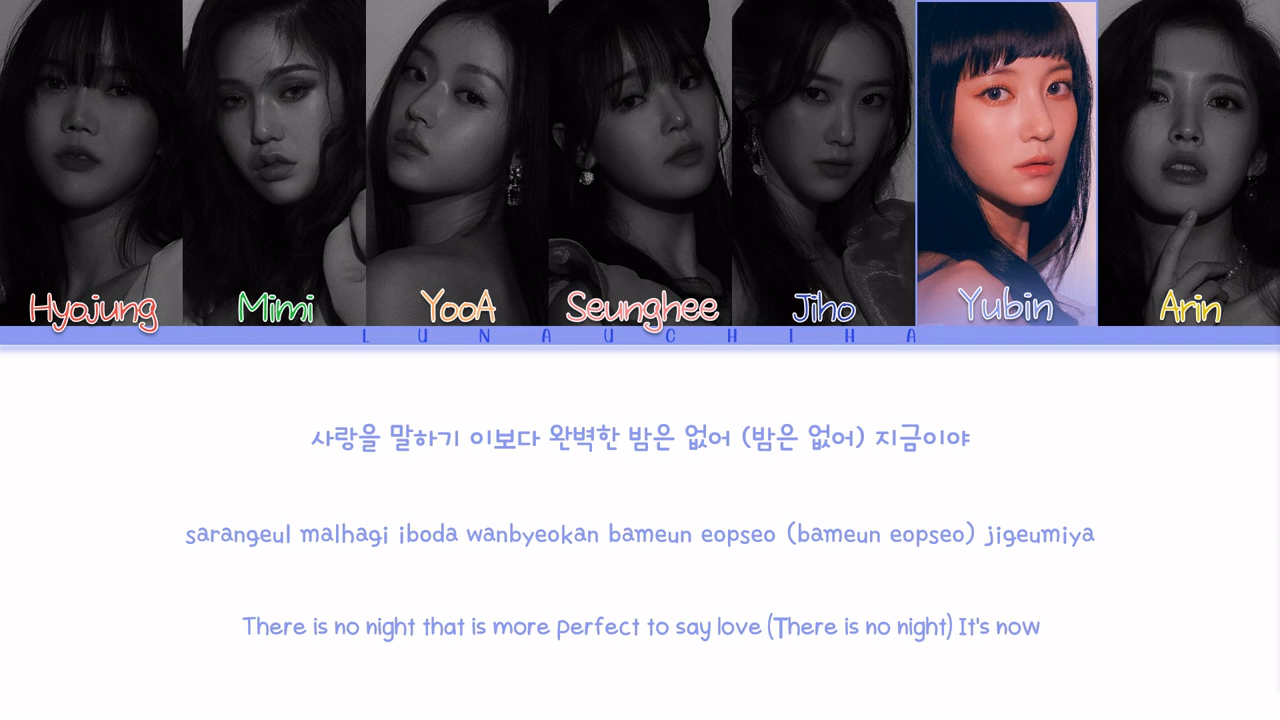 Hyojung Mimi YooA Seunghee Jiho Yubin Arin
LUNAUCHIHA
사랑을 말하기 이보다 완벽한 밤은 없어 (밤은 없어) 지금이야
sarangeul malhagi iboda wanbyeokan bameun eopseo (bameun eopseo) jigeumiya
There is no night that is more perfect to say love (There is no night) It's now